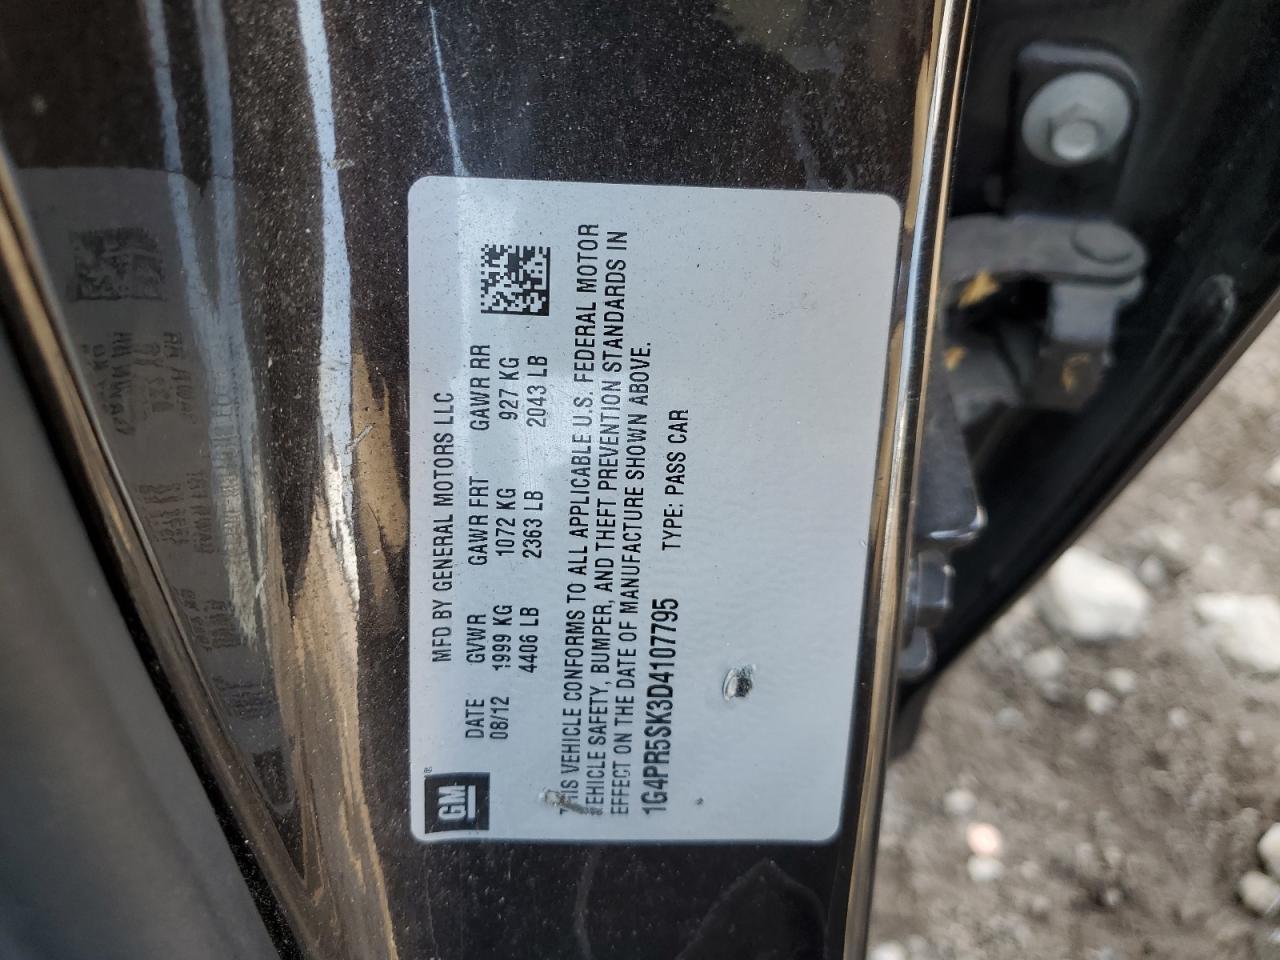 GM®
MFD BY GENERAL MOTORS LLC
DATE GVWR GAWR FRT GAWR RR
08/12 1999 KG 1072 KG 927 KG
4406 LB 2363 LB 2043 LB
THIS VEHICLE CONFORMS TO ALL APPLICABLE U.S. FEDERAL MOTOR
VEHICLE SAFETY, BUMPER, AND THEFT PREVENTION STANDARDS IN
EFFECT ON THE DATE OF MANUFACTURE SHOWN ABOVE.
1G4PR5SK3D4107795 TYPE: PASS CAR